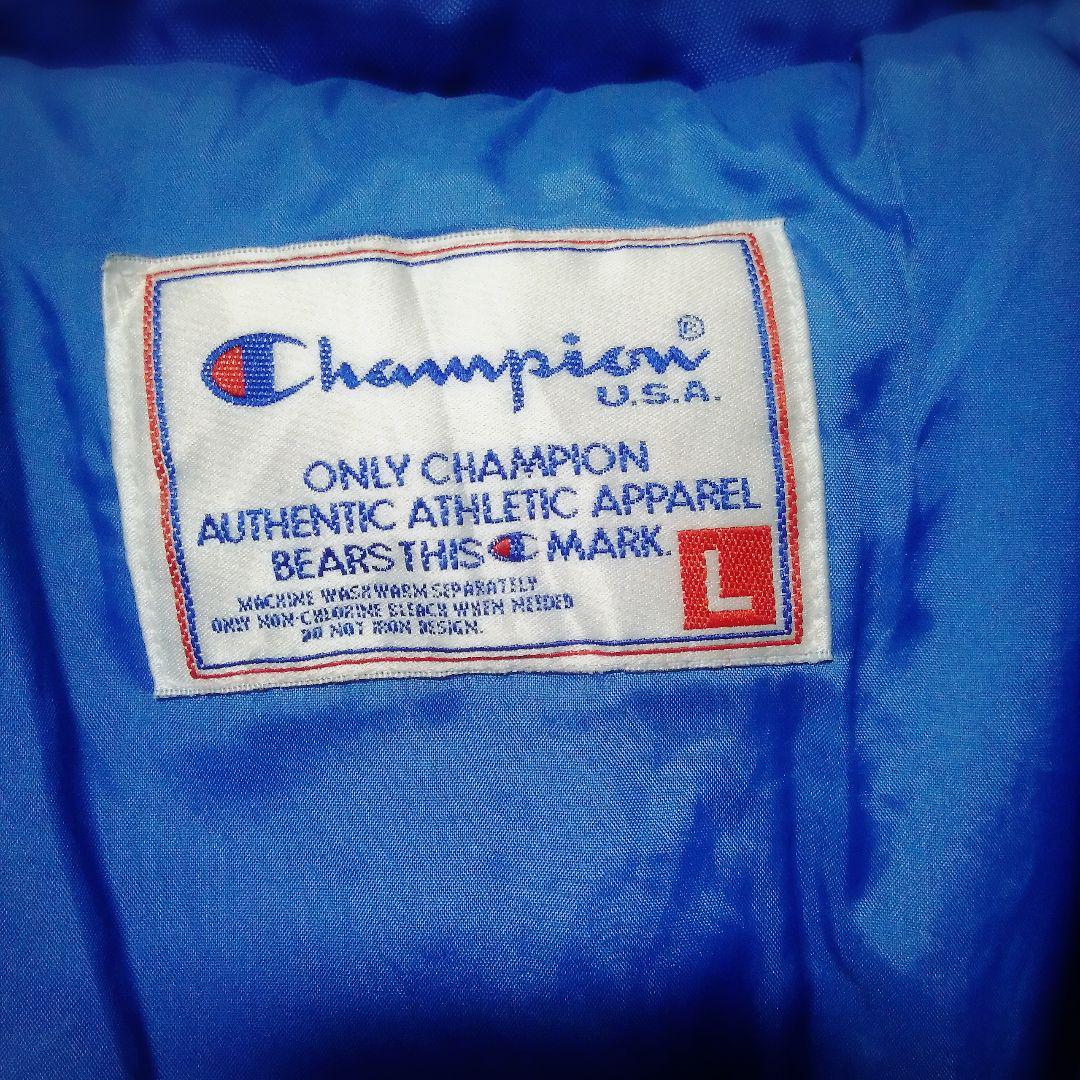 Champion®
U.S.A.
ONLY CHAMPION
AUTHENTIC ATHLETIC APPAREL
BEARS THIS C MARK.
L
MACHINE WASH WARM SEPARATELY
ONLY NON-CHLORINE BLEACH WHEN NEEDED
DO NOT IRON DESIGN.